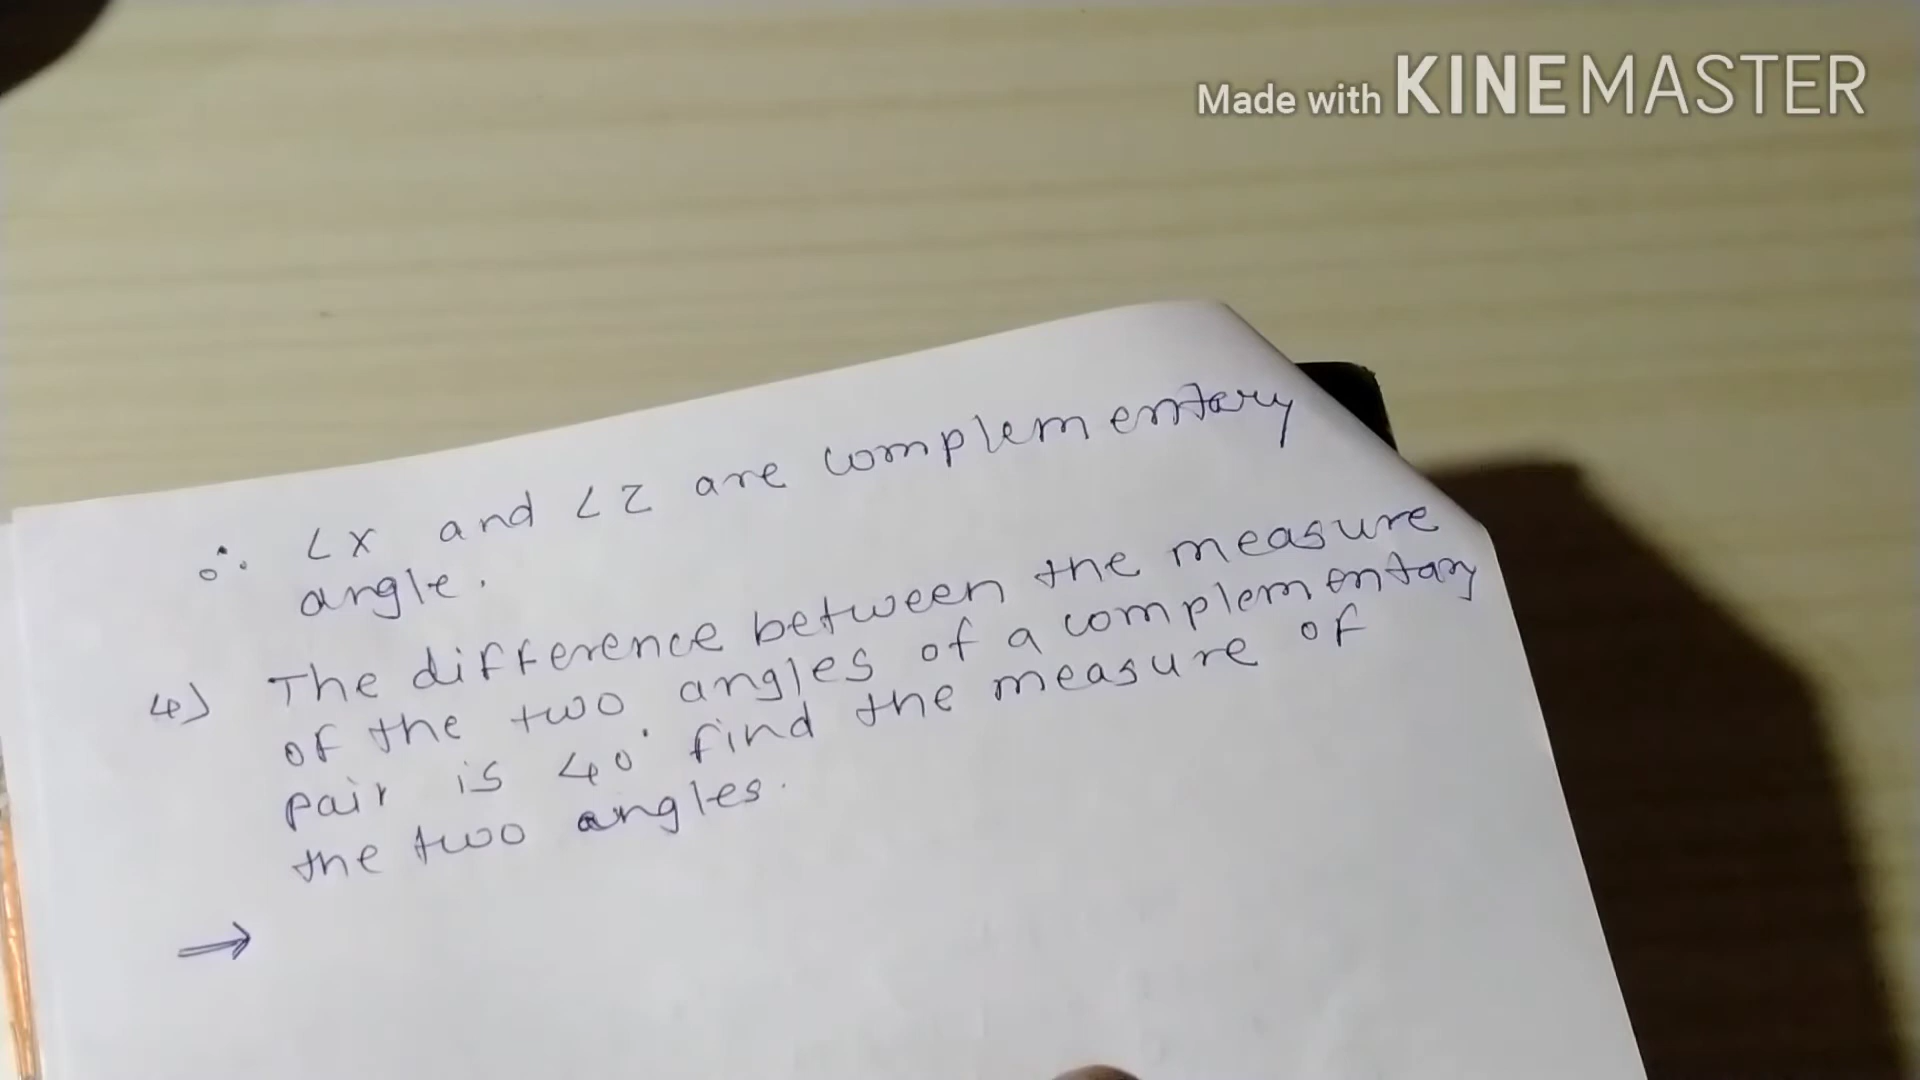 Made with KINEMASTER
∴ ∠X and ∠Z are complementary
angle.
4) The difference between the measure
of the two angles of a complementary
pair is 40° find the measure of
the two angles.
⇒